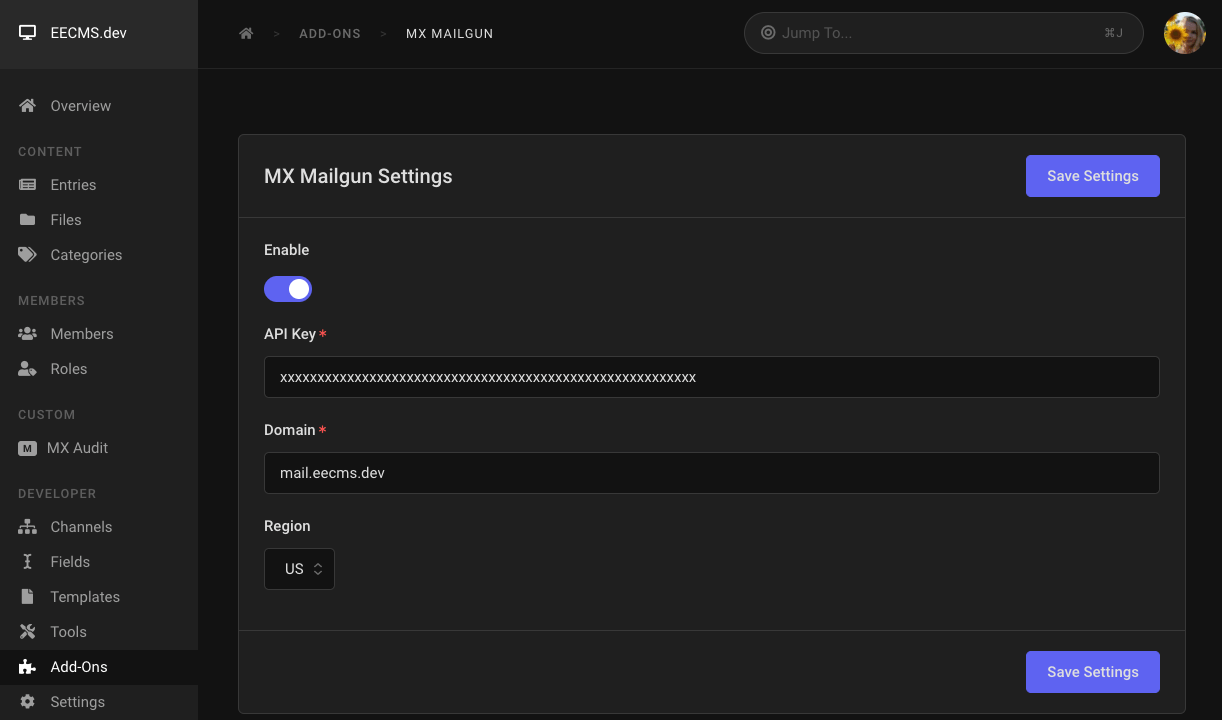 EECMS.dev
Overview
CONTENT
Entries
Files
Categories
MEMBERS
Members
Roles
CUSTOM
M MX Audit
DEVELOPER
Channels
Fields
Templates
Tools
Add-Ons
Settings
> ADD-ONS > MX MAILGUN
Jump To... ⌘J
MX Mailgun Settings
Save Settings
Enable
API Key *
xxxxxxxxxxxxxxxxxxxxxxxxxxxxxxxxxxxxxxxxxxxxxxxxxxxxxxxx
Domain *
mail.eecms.dev
Region
US
Save Settings